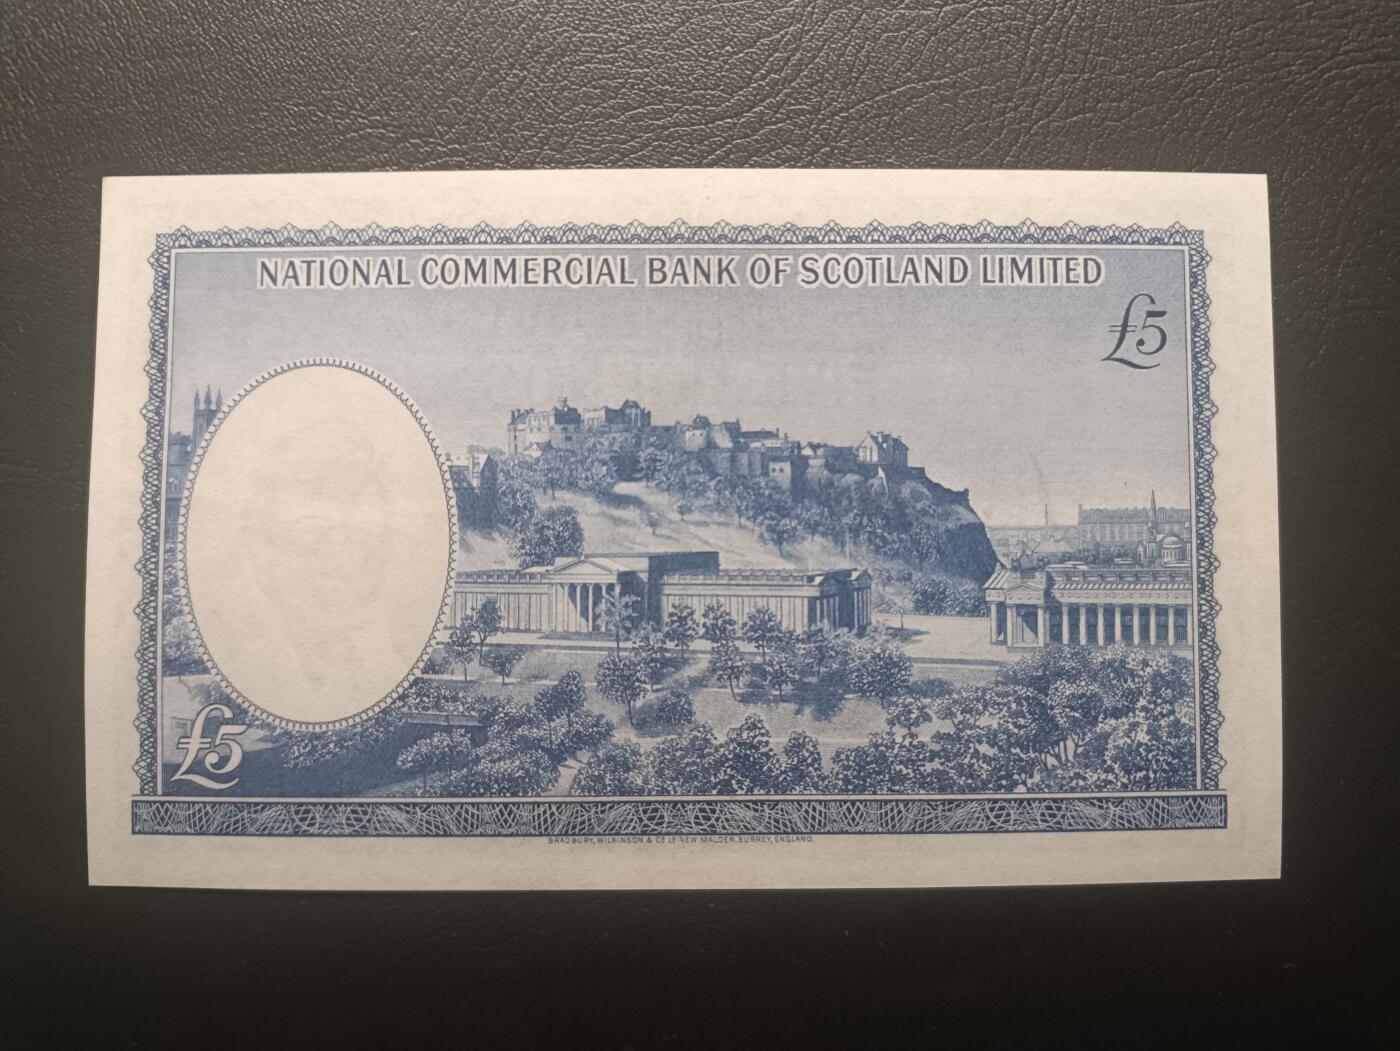 NATIONAL COMMERCIAL BANK OF SCOTLAND LIMITED
£5
£5
BRADBURY, WILKINSON & Cº Lᴰ NEW MALDEN, SURREY, ENGLAND.